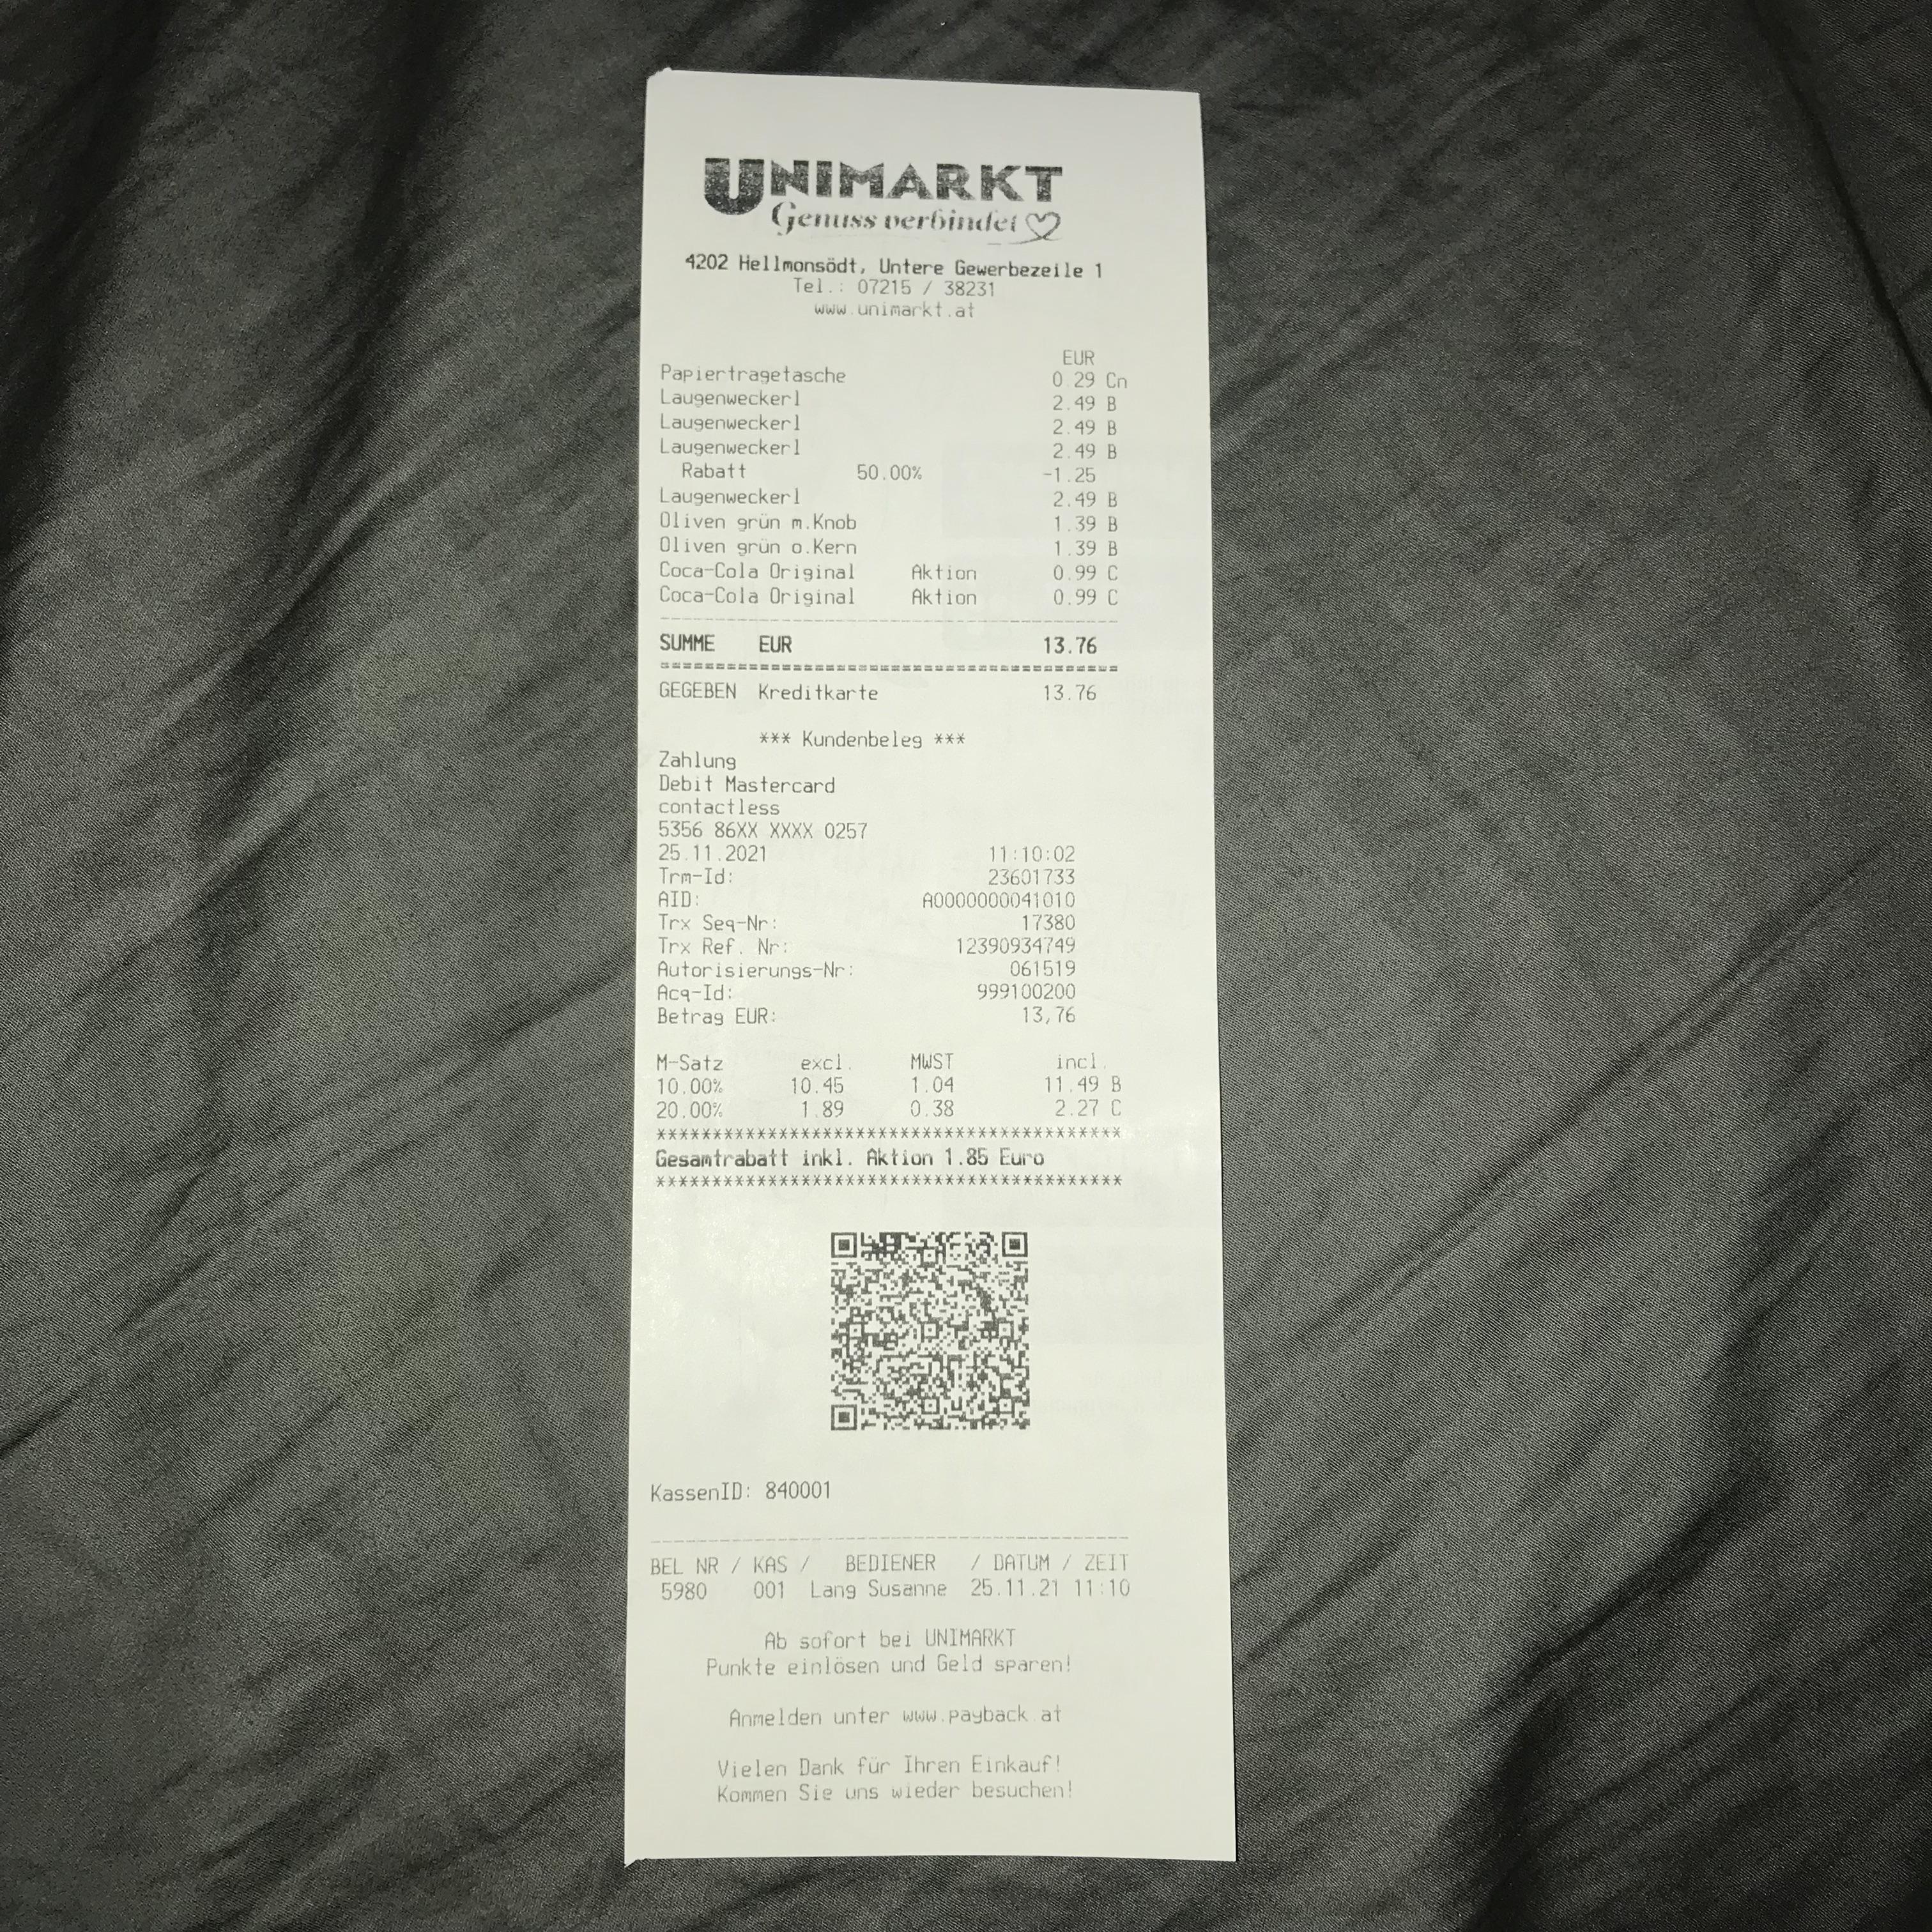 UNIMARKT
Genuss verbindet
4202 Hellmonsödt, Untere Gewerbezeile 1
Tel.: 07215 / 38231
www.unimarkt.at
EUR
Papiertragetasche 0.29 Cn
Laugenweckerl 2.49 B
Laugenweckerl 2.49 B
Laugenweckerl 2.49 B
Rabatt 50.00% -1.25
Laugenweckerl 2.49 B
Oliven grün m.Knob 1.39 B
Oliven grün o.Kern 1.39 B
Coca-Cola Original Aktion 0.99 C
Coca-Cola Original Aktion 0.99 C
SUMME EUR 13.76
GEGEBEN Kreditkarte 13.76
*** Kundenbeleg ***
Zahlung
Debit Mastercard
contactless
5356 86XX XXXX 0257
25.11.2021 11:10:02
Trm-Id: 23601733
AID: A0000000041010
Trx Seq-Nr: 17380
Trx Ref. Nr: 12390934749
Autorisierungs-Nr: 061519
Acq-Id: 999100200
Betrag EUR: 13,76
M-Satz excl. MWST incl.
10.00% 10.45 1.04 11.49 B
20.00% 1.89 0.38 2.27 C
******************************************
Gesamtrabatt inkl. Aktion 1.85 Euro
******************************************
KassenID: 840001
BEL NR / KAS / BEDIENER / DATUM / ZEIT
5980 001 Lang Susanne 25.11.21 11:10
Ab sofort bei UNIMARKT
Punkte einlösen und Geld sparen!
Anmelden unter www.payback.at
Vielen Dank für Ihren Einkauf!
Kommen Sie uns wieder besuchen!